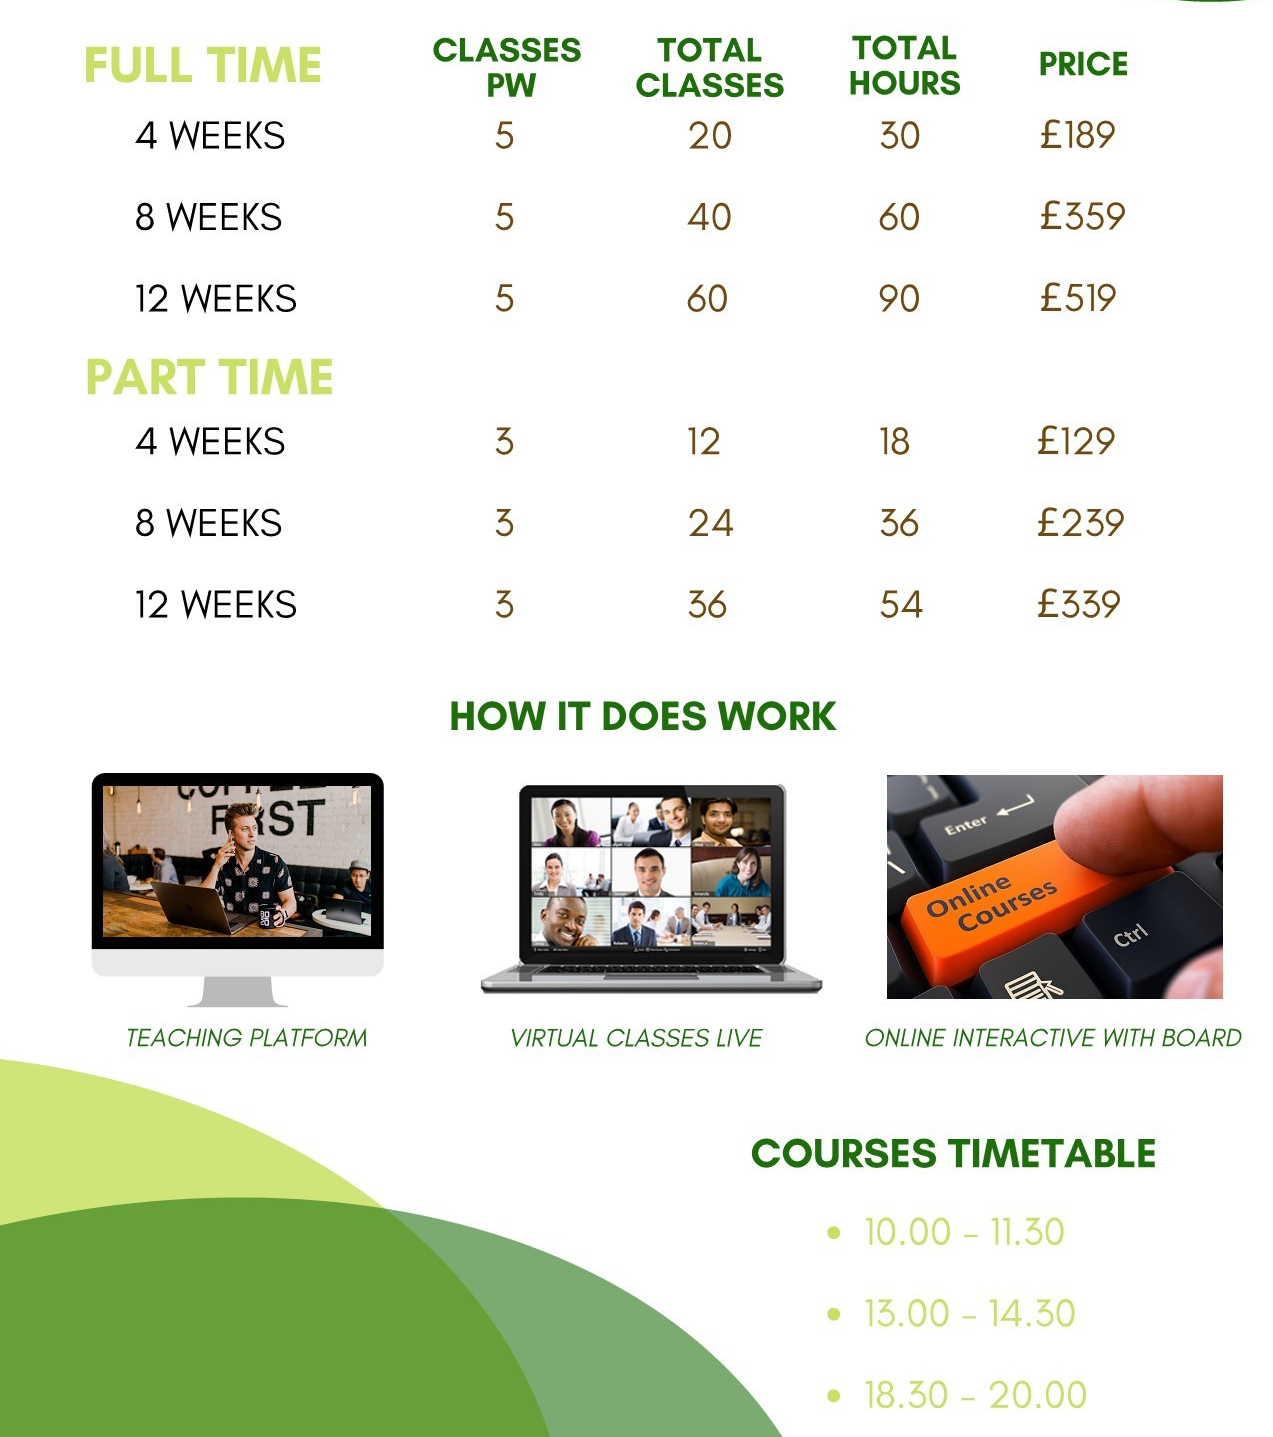 FULL TIME CLASSES PW TOTAL CLASSES TOTAL HOURS PRICE
4 WEEKS 5 20 30 £189
8 WEEKS 5 40 60 £359
12 WEEKS 5 60 90 £519
PART TIME
4 WEEKS 3 12 18 £129
8 WEEKS 3 24 36 £239
12 WEEKS 3 36 54 £339
HOW IT DOES WORK
FIRST
Enter
Online
Courses
Ctrl
TEACHING PLATFORM
VIRTUAL CLASSES LIVE
ONLINE INTERACTIVE WITH BOARD
COURSES TIMETABLE
• 10.00 - 11.30
• 13.00 - 14.30
• 18.30 - 20.00